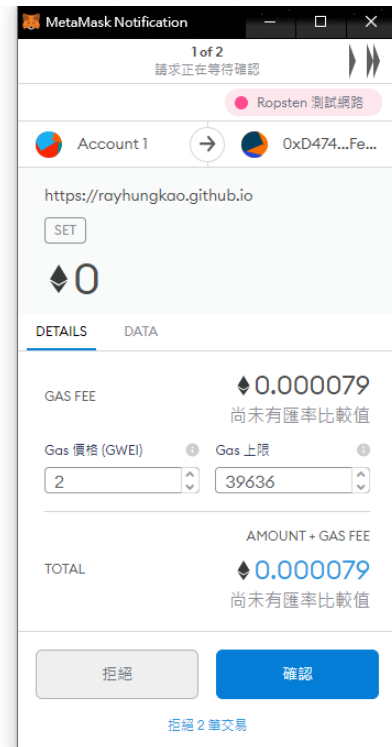 MetaMask Notification
1 of 2
請求正在等待確認
Ropsten 測試網路
Account 1
0xD474...Fe...
https://rayhungkao.github.io
SET
0
DETAILS DATA
GAS FEE
0.000079
尚未有匯率比較值
Gas 價格 (GWEI) Gas 上限
2 39636
AMOUNT + GAS FEE
TOTAL
0.000079
尚未有匯率比較值
拒絕 確認
拒絕 2 筆交易